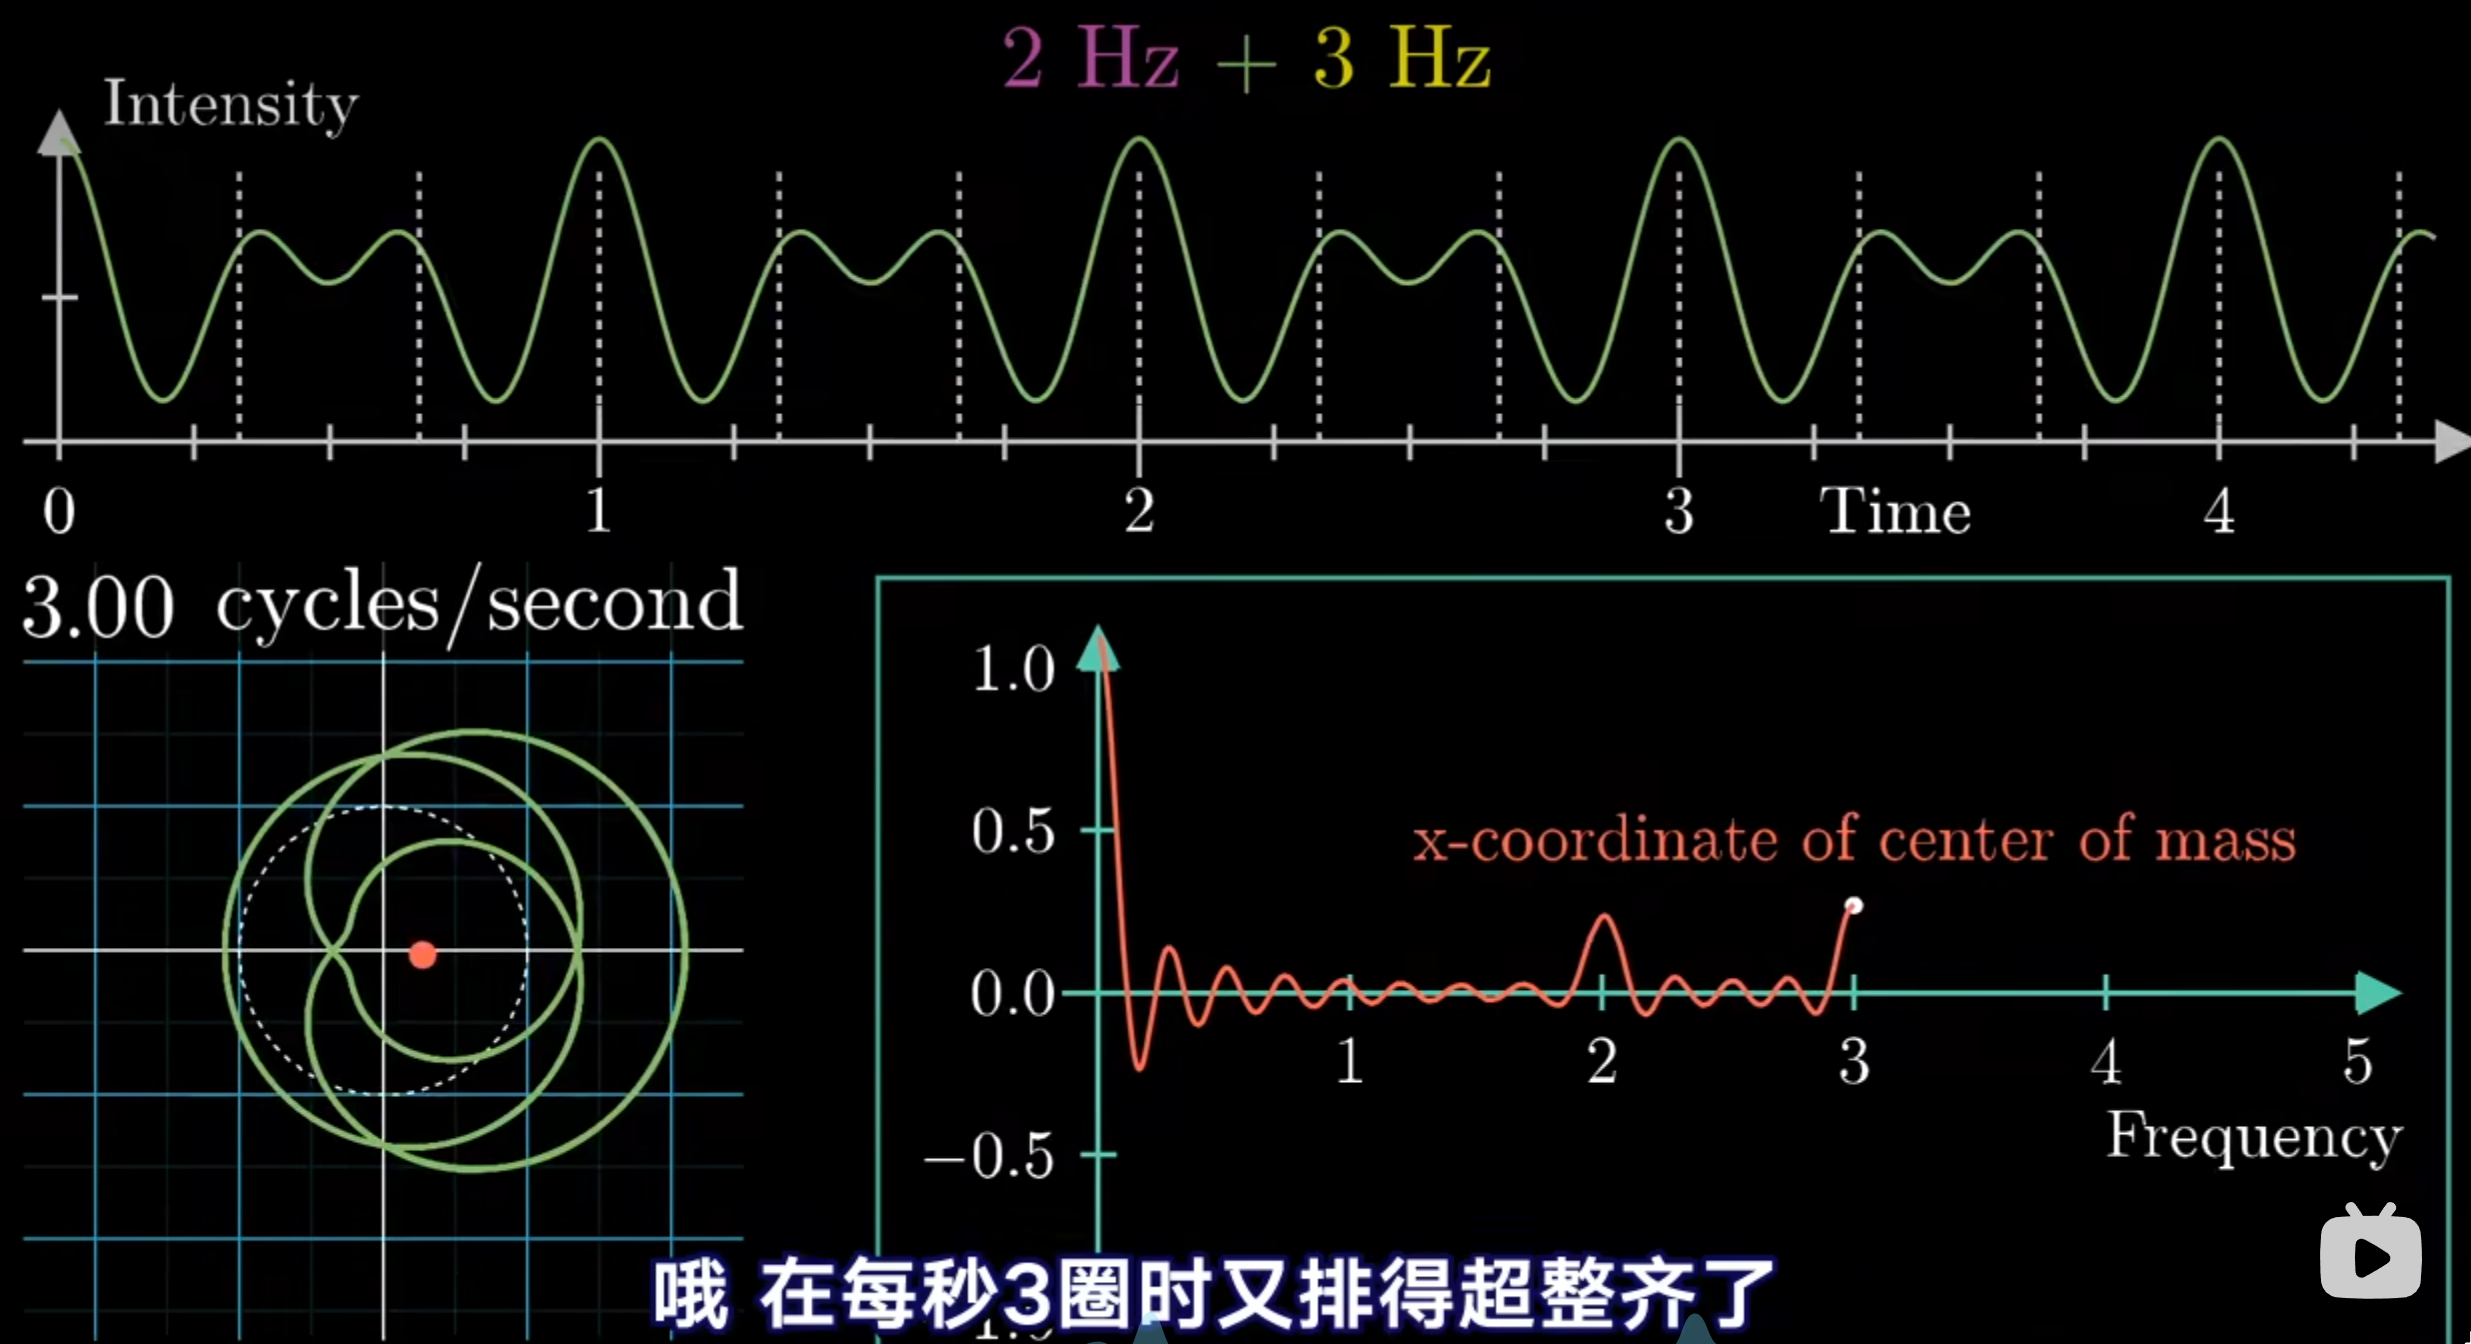 2 Hz + 3 Hz
Intensity
0 1 2 3 Time 4
3.00 cycles/second
1.0
0.5
x-coordinate of center of mass
0.0
1 2 3 4 5
Frequency
−0.5
哦 在每秒3圈时又排得超整齐了